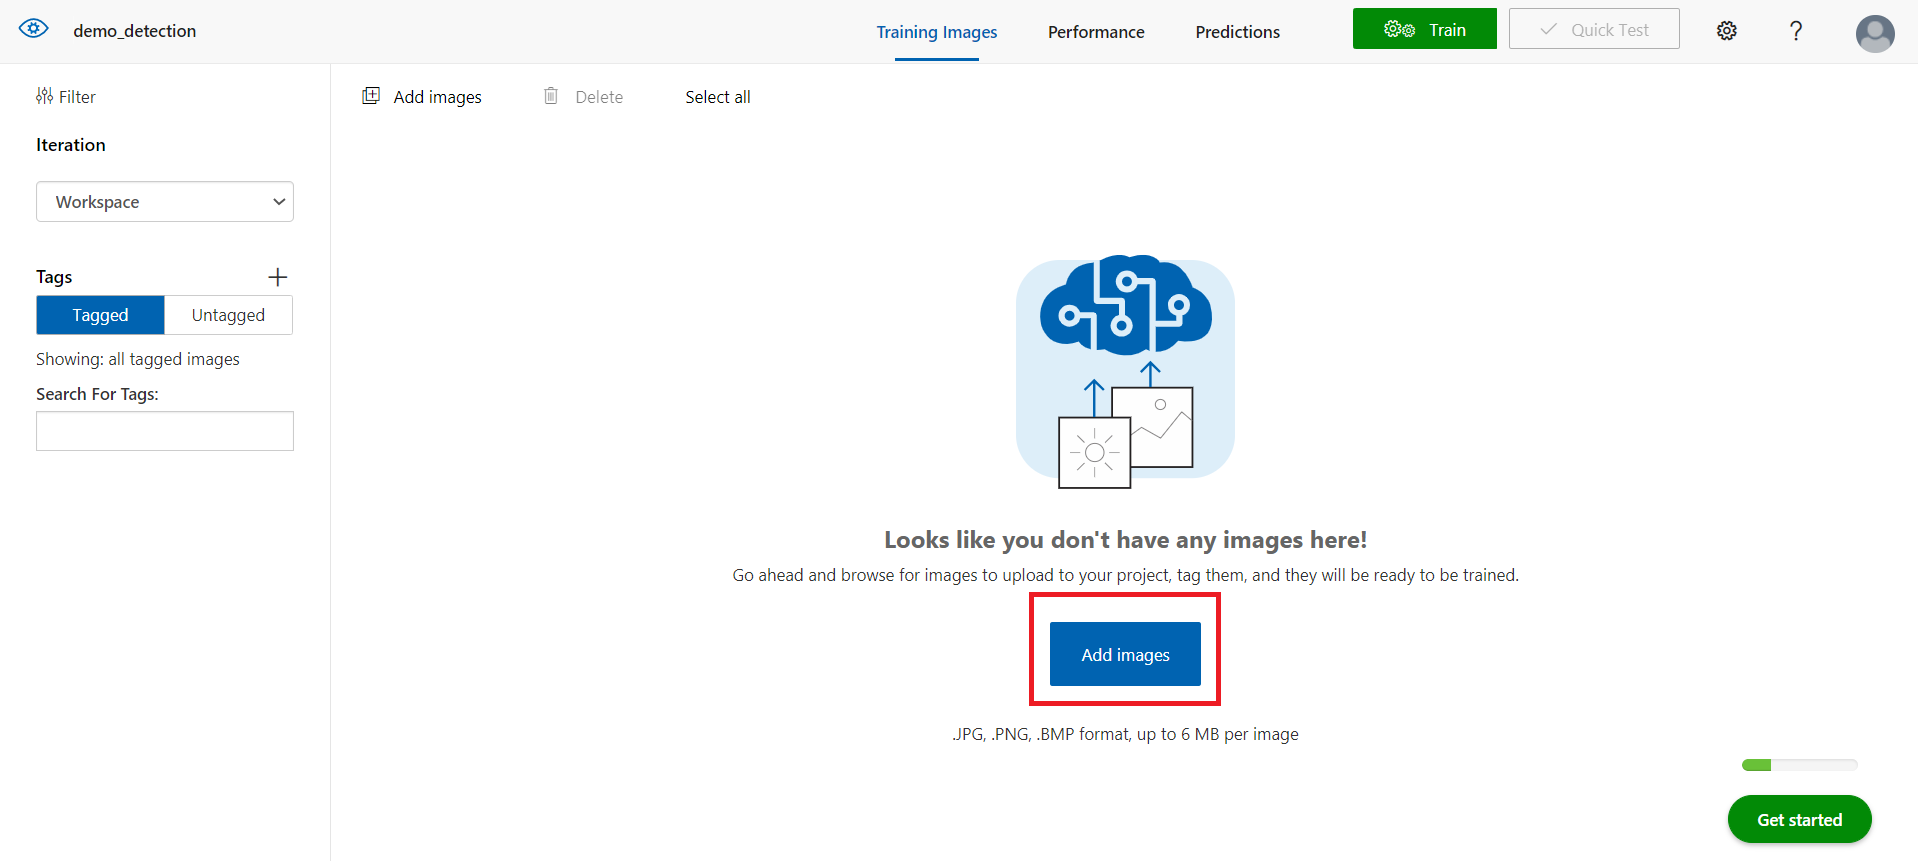 demo_detection
Training Images
Performance
Predictions
Train
Quick Test
?
Filter
Add images
Delete
Select all
Iteration
Workspace
Tags
Tagged
Untagged
Showing: all tagged images
Search For Tags:
Looks like you don't have any images here!
Go ahead and browse for images to upload to your project, tag them, and they will be ready to be trained.
Add images
.JPG, .PNG, .BMP format, up to 6 MB per image
Get started